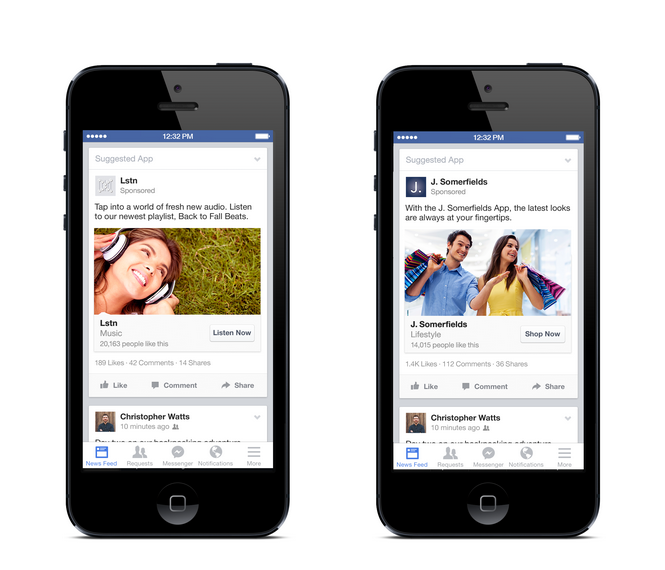 12:32 PM
Suggested App
Lstn
Sponsored
Tap into a world of fresh new audio. Listen
to our newest playlist, Back to Fall Beats.
Lstn
Music
20,163 people like this
Listen Now
189 Likes · 42 Comments · 14 Shares
Like Comment Share
Christopher Watts
10 minutes ago
News Feed Requests Messenger Notifications More
12:32 PM
Suggested App
J.
J. Somerfields
Sponsored
With the J. Somerfields App, the latest looks
are always at your fingertips.
J. Somerfields
Lifestyle
14,015 people like this
Shop Now
1.4K Likes · 112 Comments · 36 Shares
Like Comment Share
Christopher Watts
10 minutes ago
News Feed Requests Messenger Notifications More